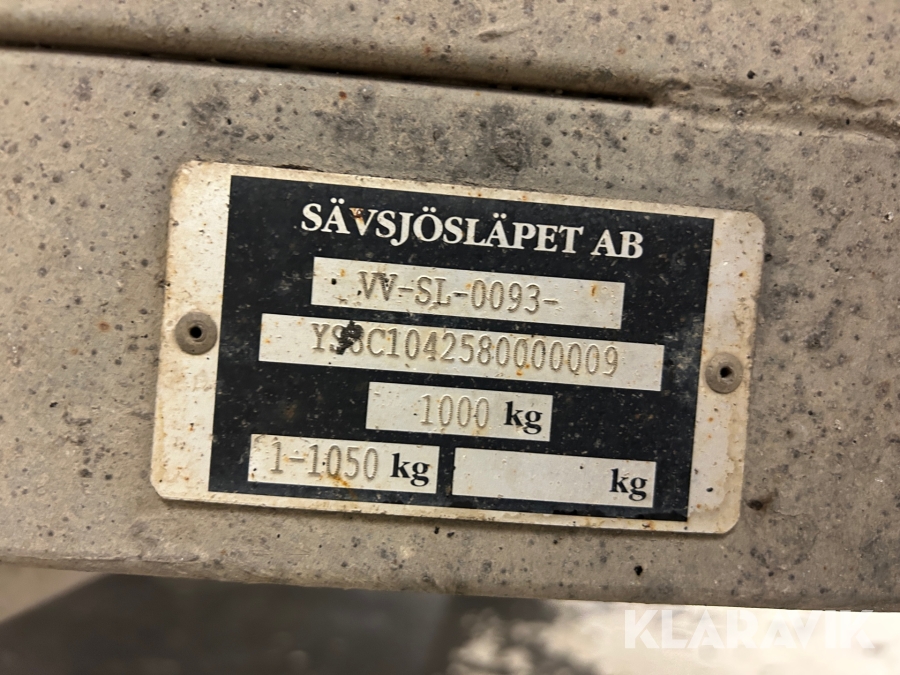 SÄVSJÖSLÄPET AB
VV-SL-0093-
1000 kg
1-1050 kg
kg
KLARAVIK